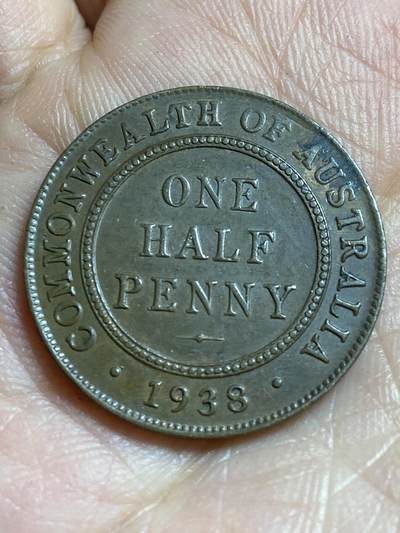 COMMONWEALTH OF AUSTRALIA
ONE
HALF
PENNY
· 1938 ·